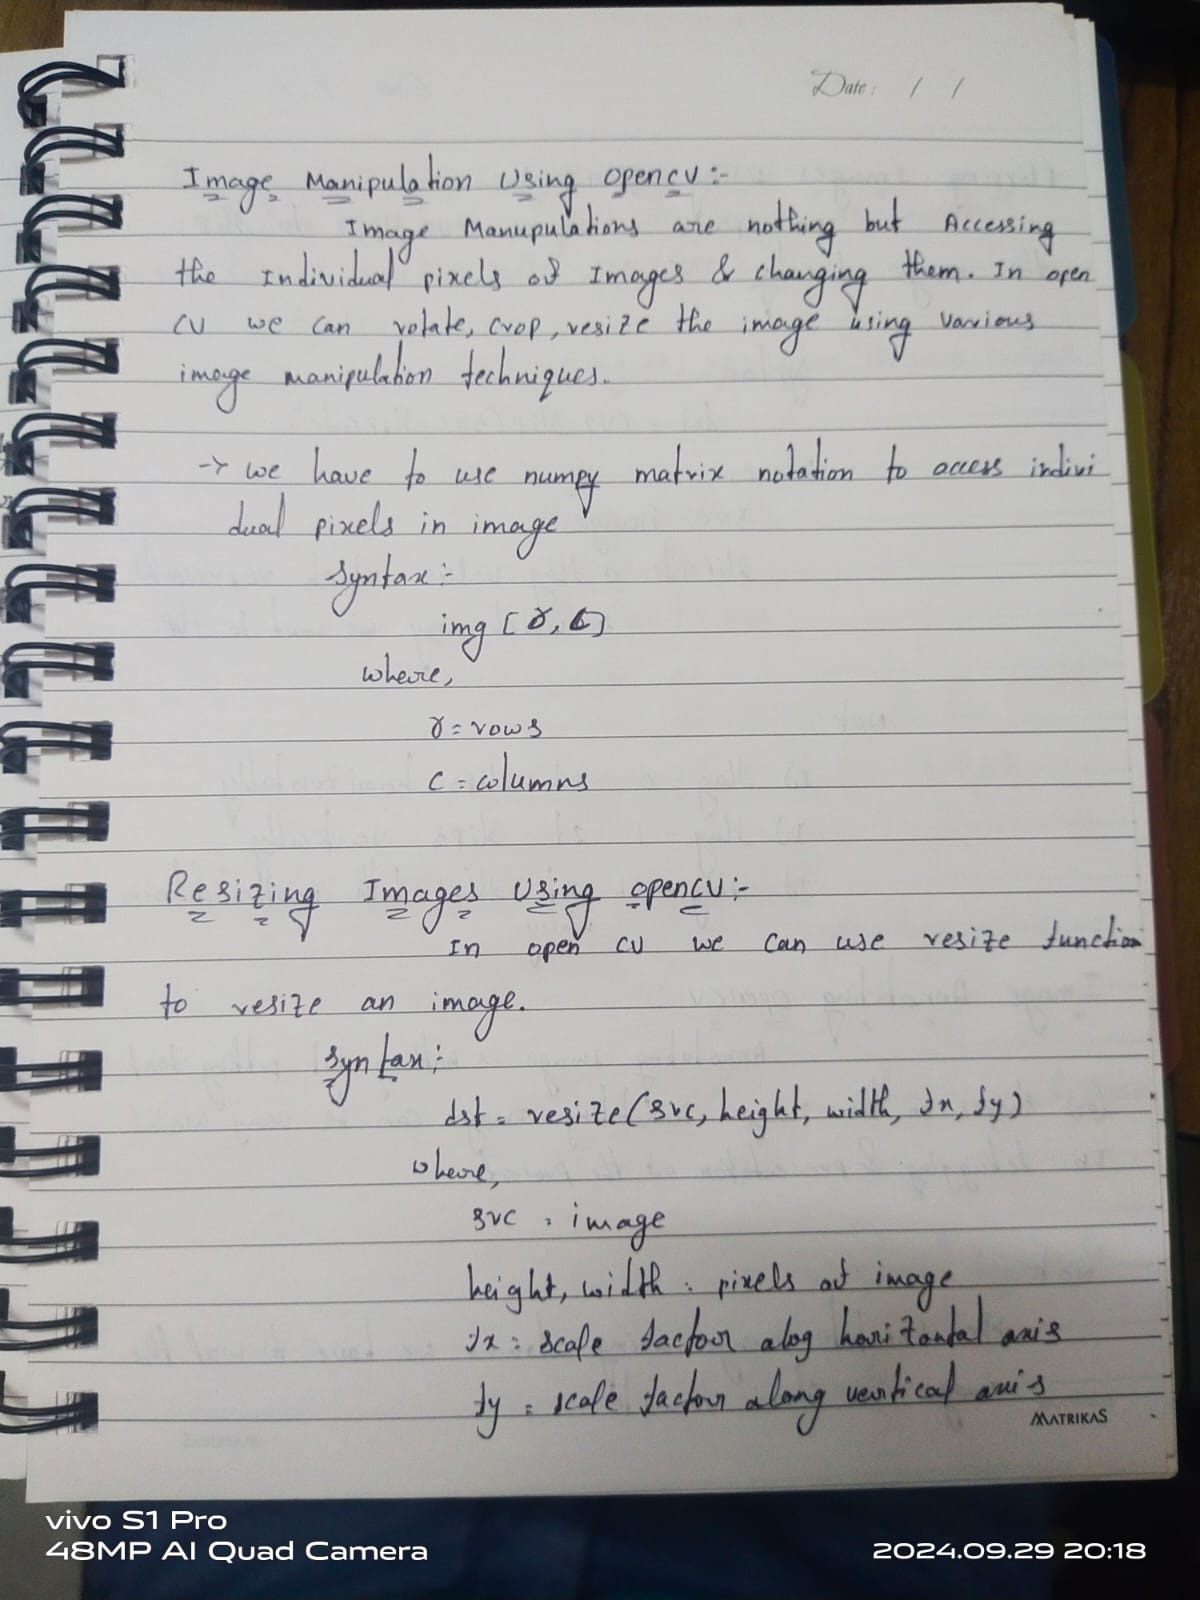 Date: / /
Image Manipulation Using opencv:-
Image Manupulations are nothing but Accessing
the Individual pixels of Images & changing them. In open
cv we can rotate, crop, resize the image using various
image manipulation techniques.
-> we have to use numpy matrix notation to access indivi
dual pixels in image
Syntax:-
img [r, c]
where,
r = rows
c = columns
Resizing Images Using opencv:-
In open cv we can use resize function
to resize an image.
Syntax:
dst = resize(src, height, width, fx, fy)
where,
src = image
height, width = pixels of image
fx = scale factor alog horizontal axis
fy = scale factor along vertical axis
MATRIKAS
vivo S1 Pro
48MP AI Quad Camera
2024.09.29 20:18